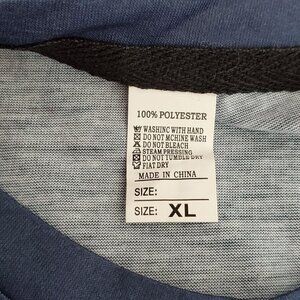 100% POLYESTER
WASHING WITH HAND
DO NOT MCHINE WASH
DO NOT BLEACH
STEAM PRESSING
DO NOT TUMBLE DRY
FIAT DRY
MADE IN CHINA
SIZE:
SIZE: XL